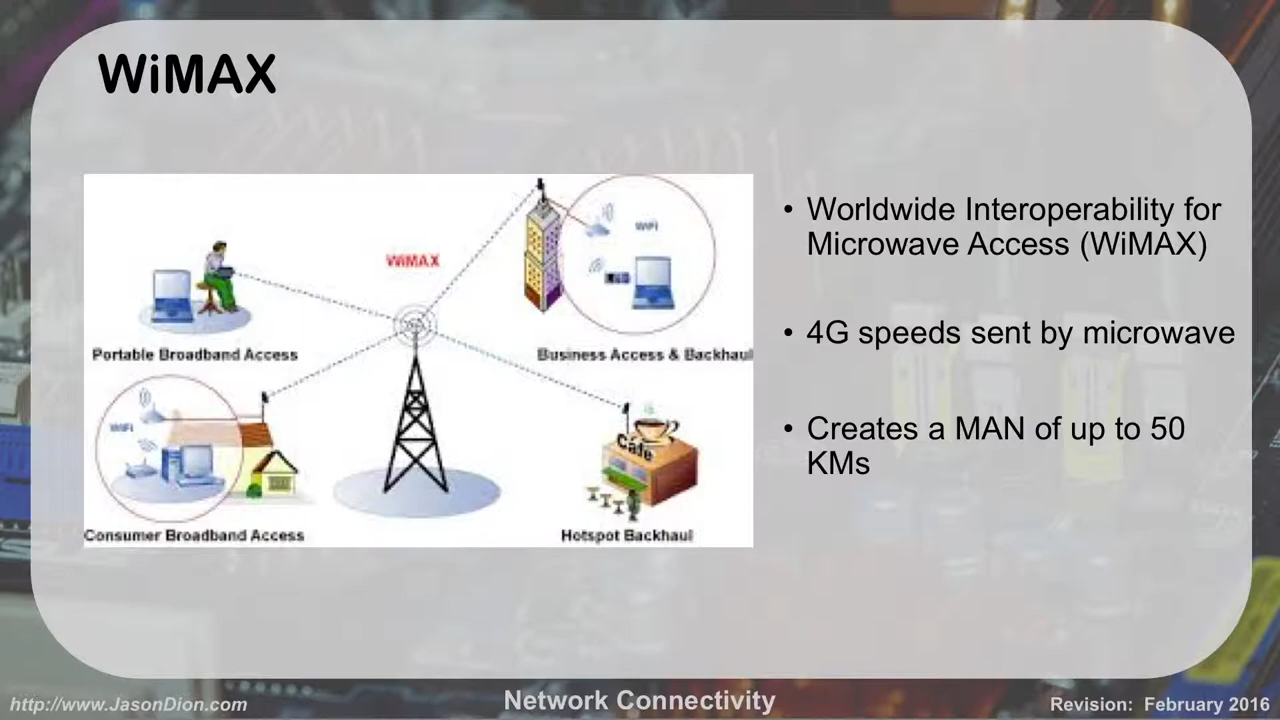 WiMAX
WiMAX
WiFi
Portable Broadband Access
Business Access & Backhaul
WiFi
Café
Consumer Broadband Access
Hotspot Backhaul
• Worldwide Interoperability for
Microwave Access (WiMAX)
• 4G speeds sent by microwave
• Creates a MAN of up to 50
KMs
http://www.JasonDion.com
Network Connectivity
Revision: February 2016